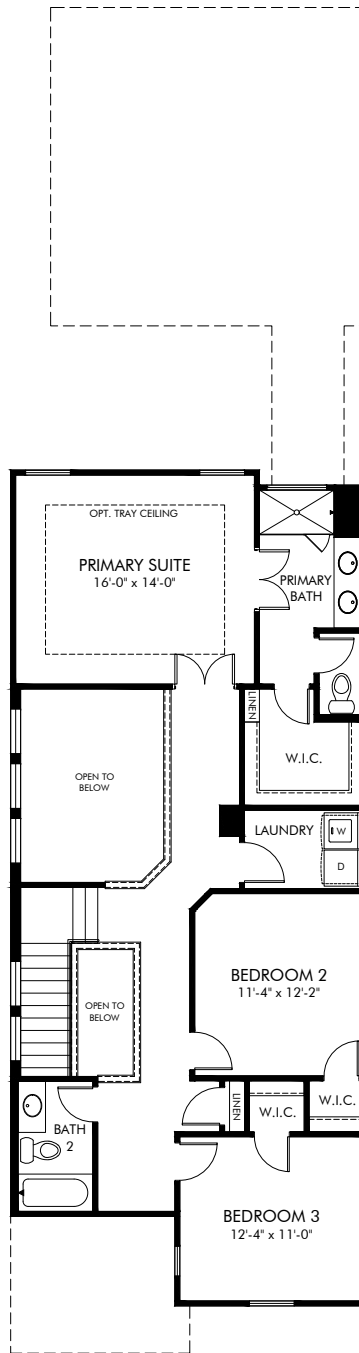 OPT. TRAY CEILING
PRIMARY SUITE
16'-0" x 14'-0"
PRIMARY
BATH
LINEN
W.I.C.
OPEN TO
BELOW
LAUNDRY
W
D
BEDROOM 2
11'-4" x 12'-2"
OPEN TO
BELOW
BATH
2
LINEN
W.I.C.
W.I.C.
BEDROOM 3
12'-4" x 11'-0"